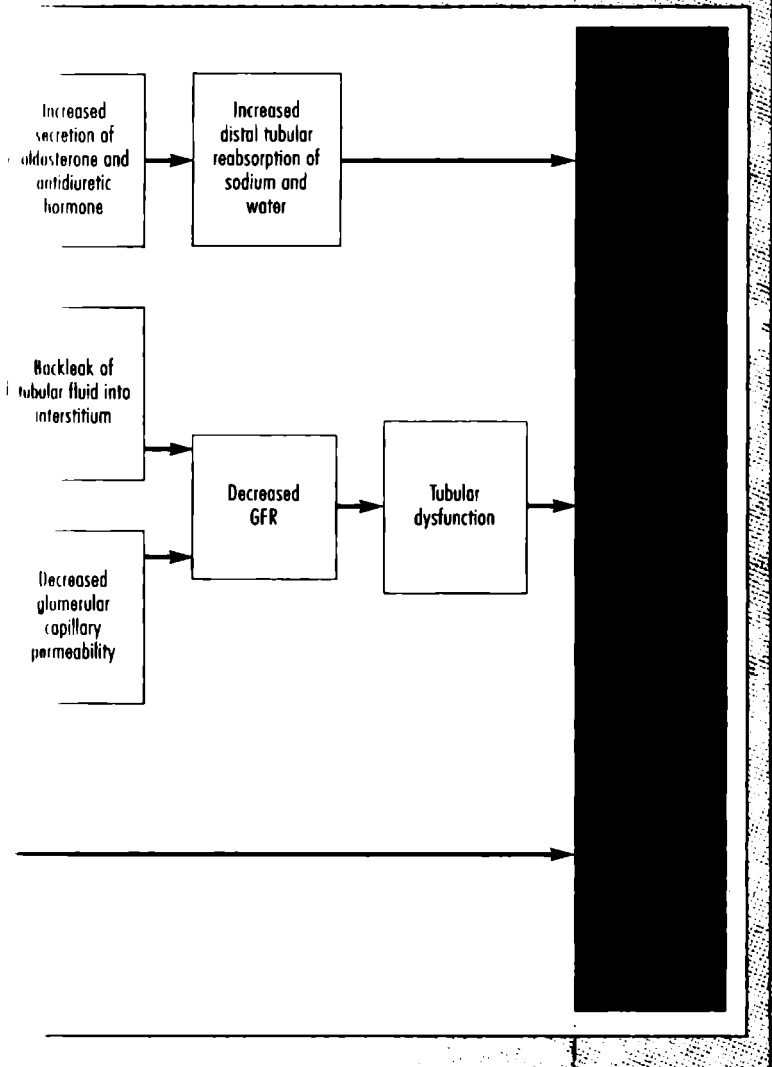 Increased
secretion of
aldosterone and
antidiuretic
hormone
Increased
distal tubular
reabsorption of
sodium and
water
Backleak of
tubular fluid into
interstitium
Decreased
glomerular
capillary
permeability
Decreased
GFR
Tubular
dysfunction